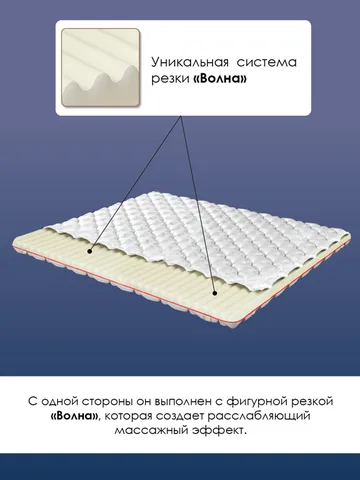 Уникальная система
резки «Волна»
С одной стороны он выполнен с фигурной резкой
«Волна», которая создает расслабляющий
массажный эффект.